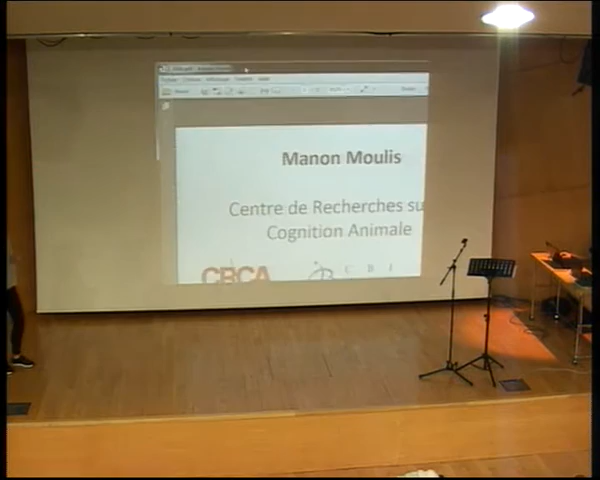 Manon Moulis
Centre de Recherches su
Cognition Animale
CRCA
C B I